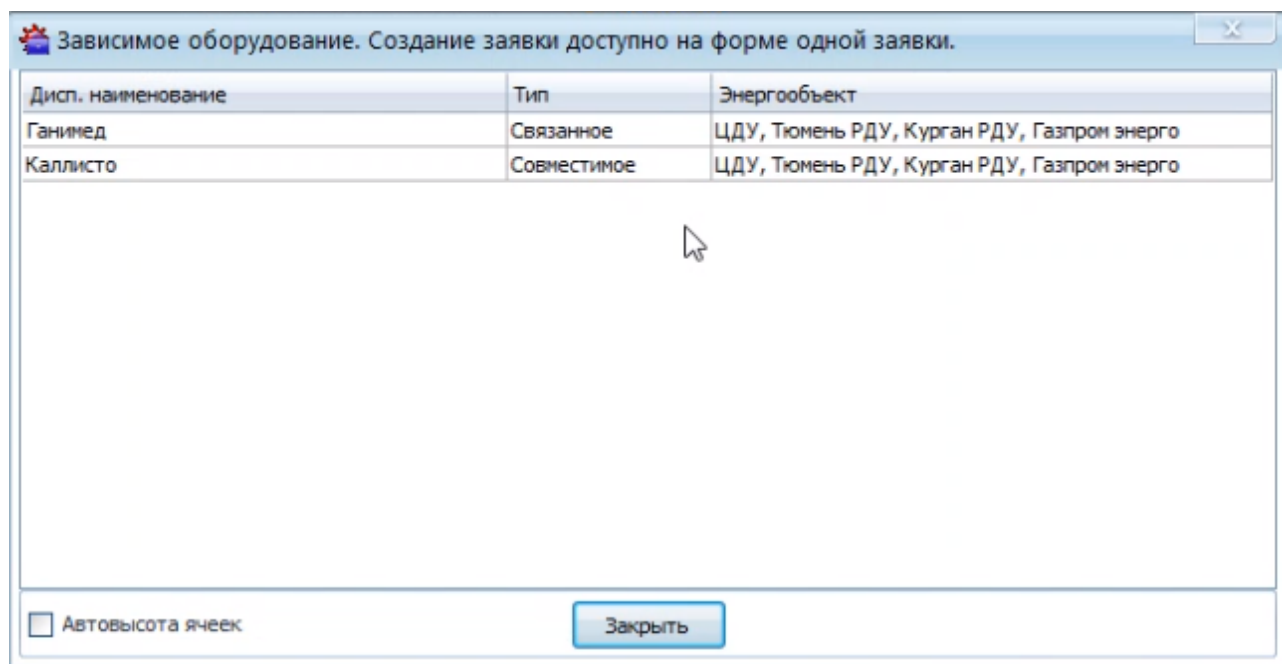 Зависимое оборудование. Создание заявки доступно на форме одной заявки.
Дисп. наименование Тип Энергообъект
Ганимед Связанное ЦДУ, Тюмень РДУ, Курган РДУ, Газпром энерго
Каллисто Совместимое ЦДУ, Тюмень РДУ, Курган РДУ, Газпром энерго
Автовысота ячеек Закрыть